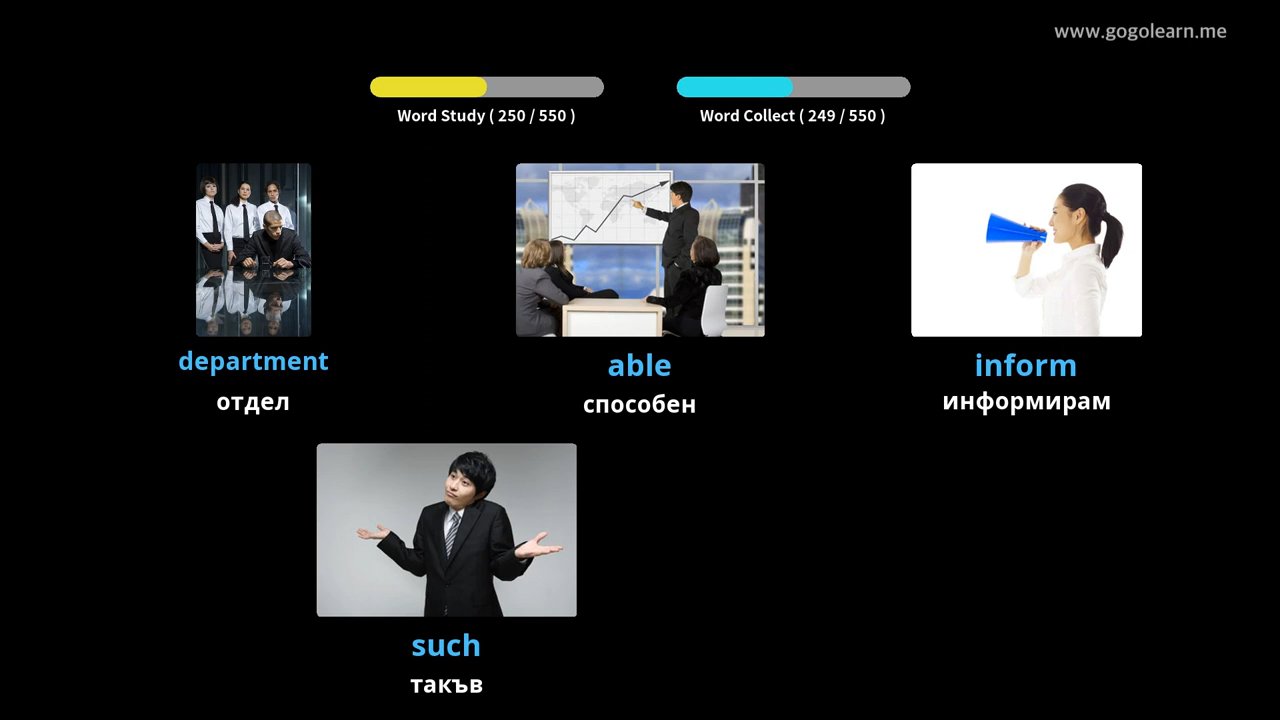 www.gogolearn.me
Word Study ( 250 / 550 )
Word Collect ( 249 / 550 )
department
отдел
able
способен
inform
информирам
such
такъв